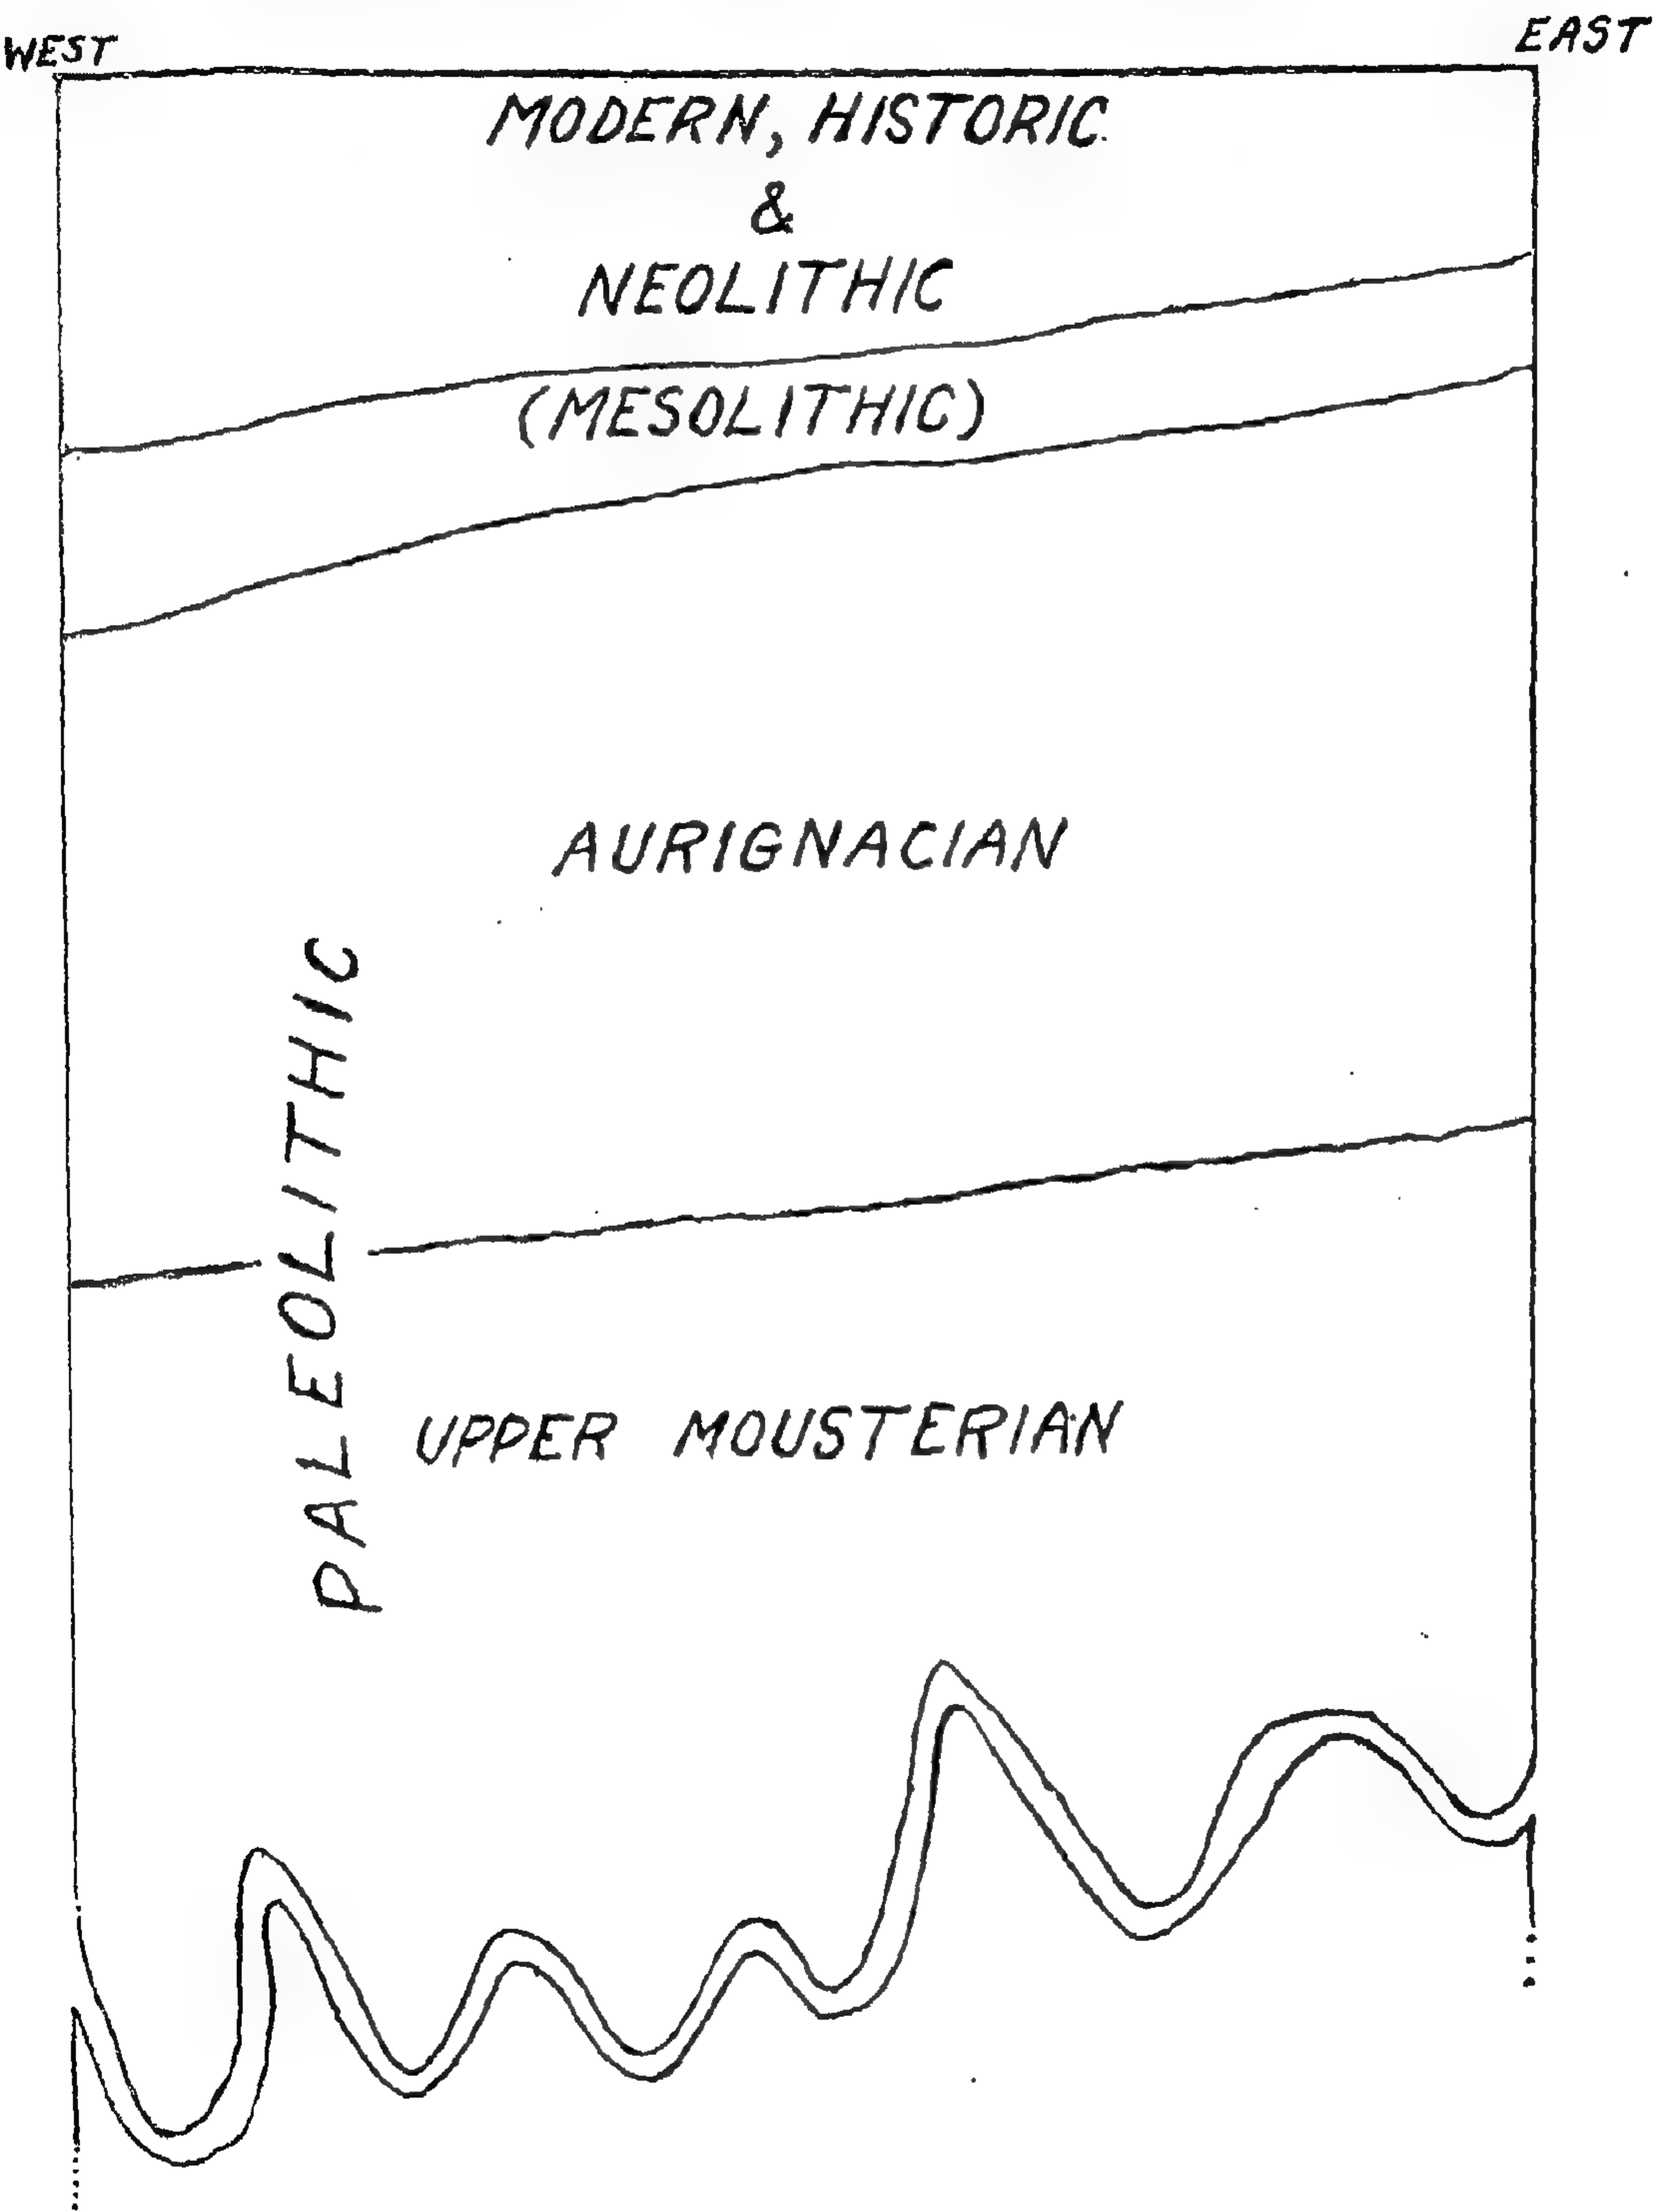 WEST
EAST
MODERN, HISTORIC
&
NEOLITHIC
(MESOLITHIC)
AURIGNACIAN
PALEOLITHIC
UPPER MOUSTERIAN